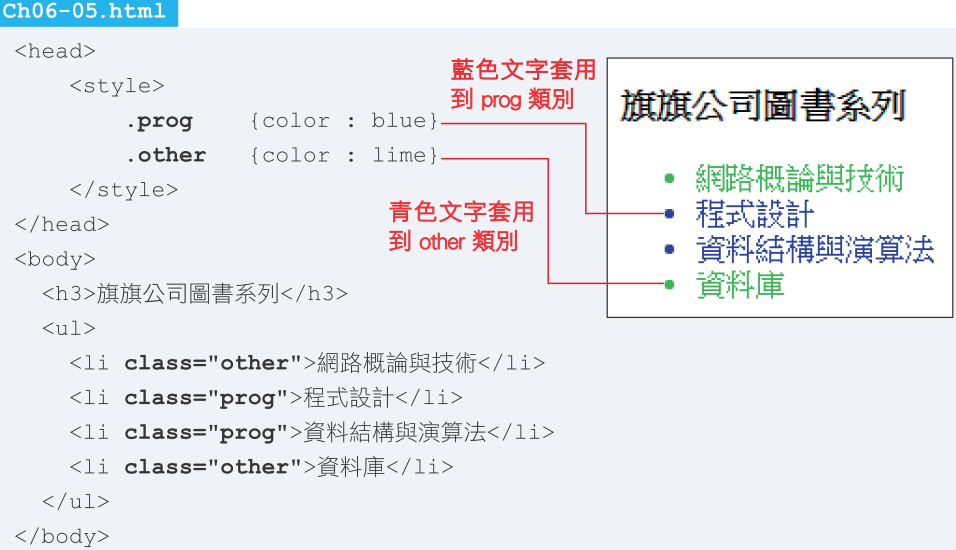 Ch06-05.html
<head>
<style>
.prog {color : blue}
.other {color : lime}
</style>
</head>
<body>
<h3>旗旗公司圖書系列</h3>
<ul>
<li class="other">網路概論與技術</li>
<li class="prog">程式設計</li>
<li class="prog">資料結構與演算法</li>
<li class="other">資料庫</li>
</ul>
</body>
藍色文字套用
到 prog 類別
青色文字套用
到 other 類別
旗旗公司圖書系列
• 網路概論與技術
• 程式設計
• 資料結構與演算法
• 資料庫